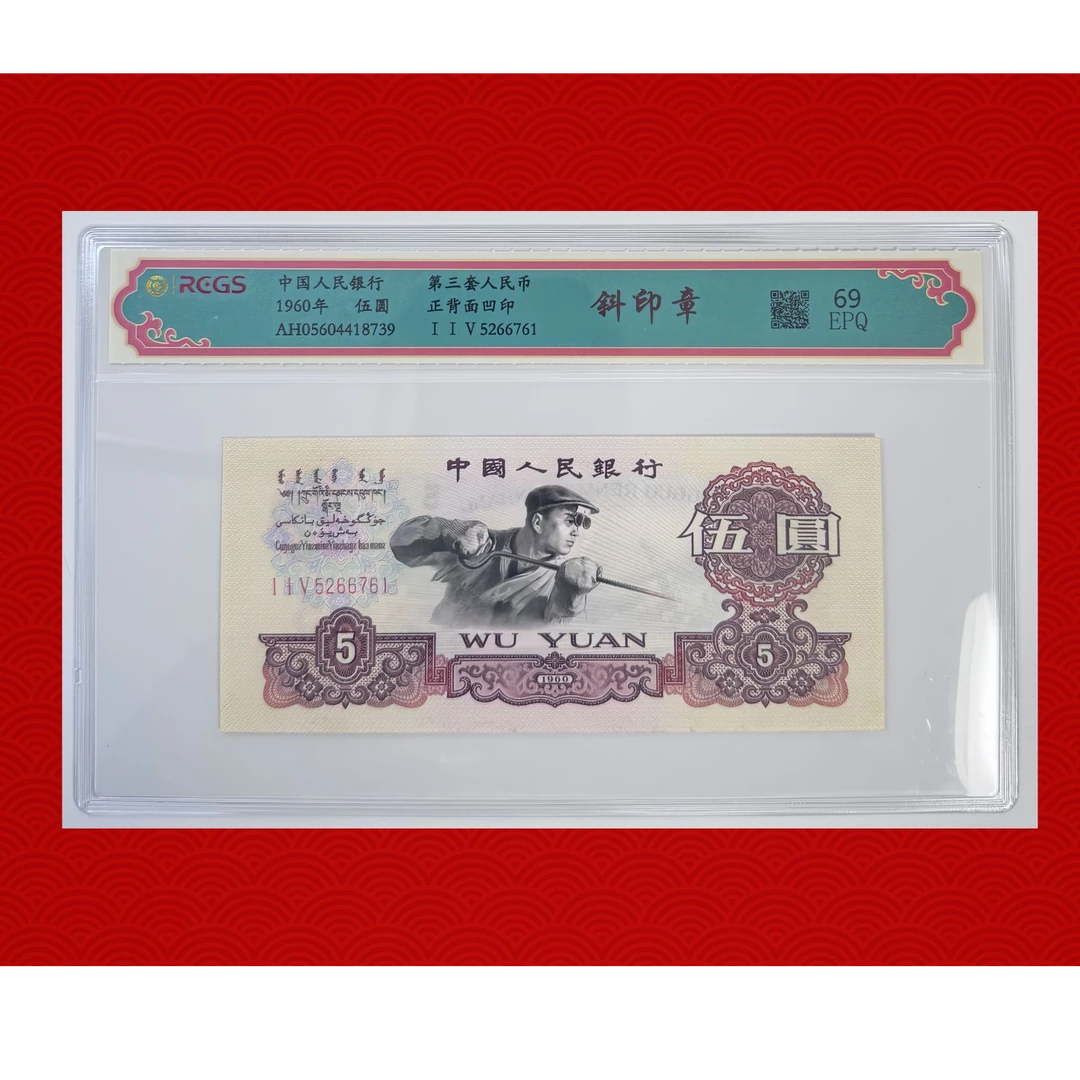 RCGS
中国人民银行 第三套人民币
1960年 伍圆 正背面凹印
AH05604418739 I I V 5266761
斜印章
69
EPQ
中國人民銀行
伍圓
I I V 5266761
WU YUAN
5
1960
5